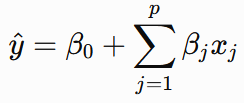 ŷ = β₀ + ∑ⱼ₌₁ᵖ βⱼxⱼ